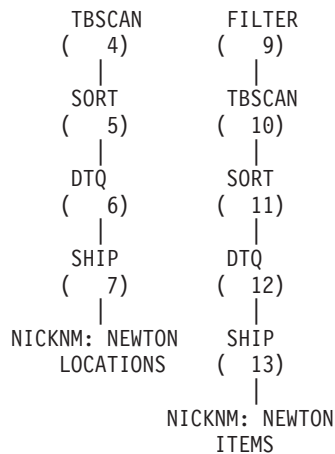 TBSCAN FILTER
( 4) ( 9)
| |
SORT TBSCAN
( 5) ( 10)
| |
DTQ SORT
( 6) ( 11)
| |
SHIP DTQ
( 7) ( 12)
| |
NICKNM: NEWTON SHIP
LOCATIONS ( 13)
|
NICKNM: NEWTON
ITEMS